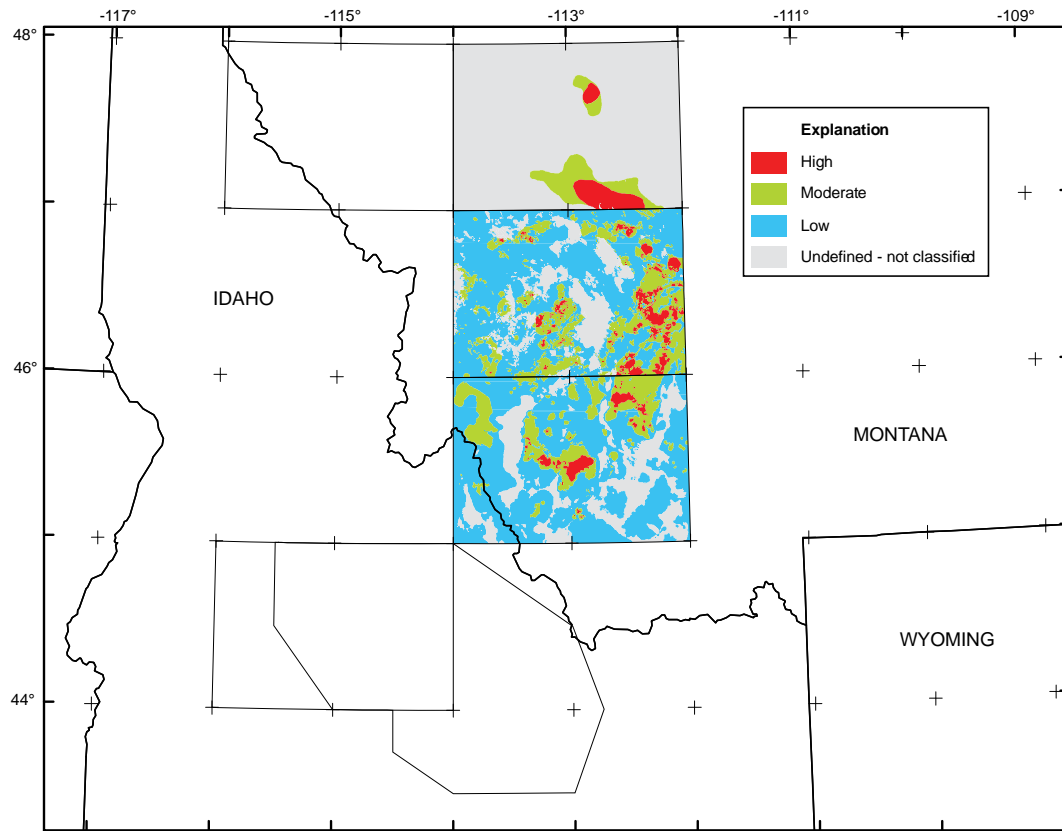 -117° -115° -113° -111° -109°
48°
Explanation
High
Moderate
Low
Undefined - not classified
IDAHO
46°
MONTANA
WYOMING
44°